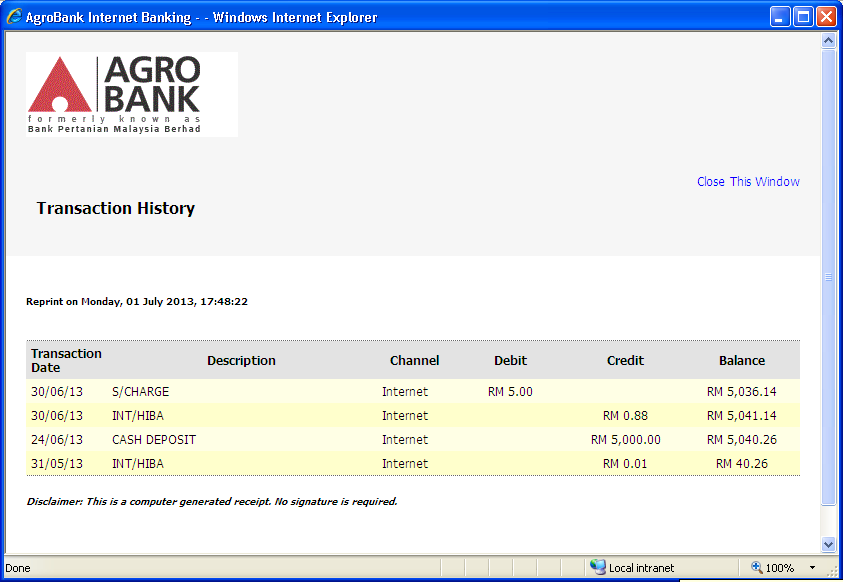 AgroBank Internet Banking - - Windows Internet Explorer
AGRO
BANK
formerly known as
Bank Pertanian Malaysia Berhad
Close This Window
Transaction History
Reprint on Monday, 01 July 2013, 17:48:22
Transaction Date Description Channel Debit Credit Balance
30/06/13 S/CHARGE Internet RM 5.00 RM 5,036.14
30/06/13 INT/HIBA Internet RM 0.88 RM 5,041.14
24/06/13 CASH DEPOSIT Internet RM 5,000.00 RM 5,040.26
31/05/13 INT/HIBA Internet RM 0.01 RM 40.26
Disclaimer: This is a computer generated receipt. No signature is required.
Done Local intranet 100%